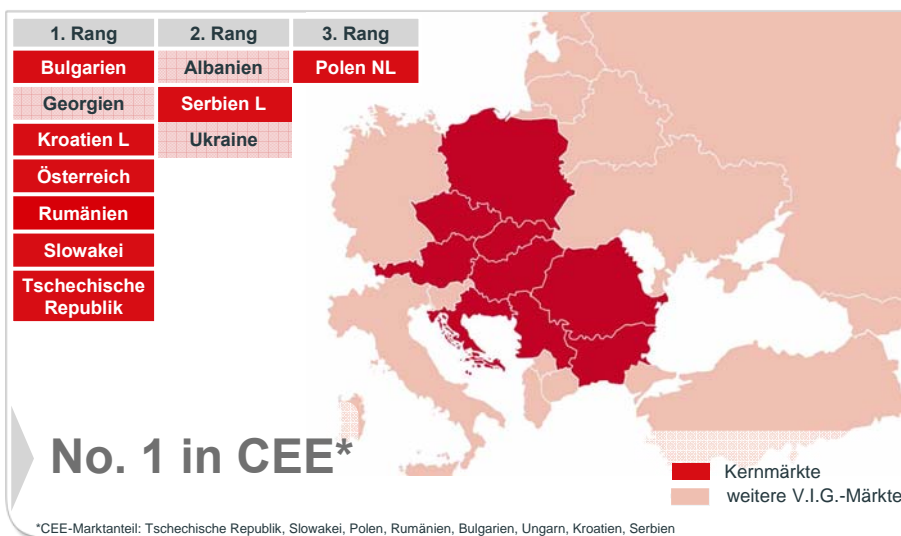 1. Rang 2. Rang 3. Rang
Bulgarien Albanien Polen NL
Georgien Serbien L
Kroatien L Ukraine
Österreich
Rumänien
Slowakei
Tschechische
Republik
No. 1 in CEE*
Kernmärkte
weitere V.I.G.-Märkte
*CEE-Marktanteil: Tschechische Republik, Slowakei, Polen, Rumänien, Bulgarien, Ungarn, Kroatien, Serbien